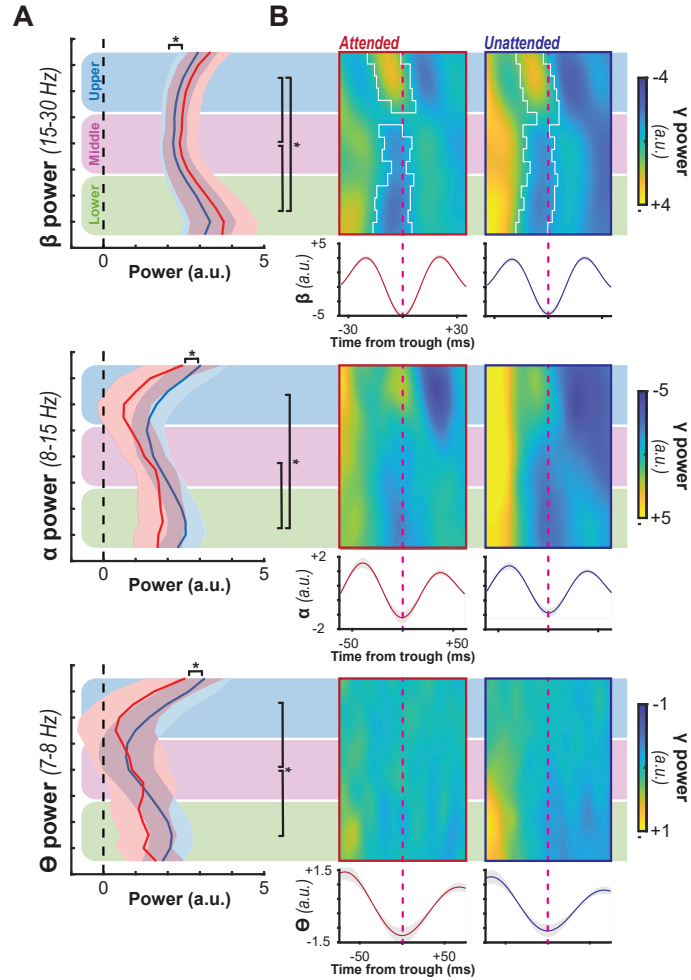 A
B
*
Attended
Unattended
Upper
Middle
Lower
β power (15-30 Hz)
*
-4
γ power
(a.u.)
+4
0
5
Power (a.u.)
+5
β (a.u.)
-5
-30
+30
Time from trough (ms)
*
α power (8-15 Hz)
*
-5
γ power
(a.u.)
+5
0
5
Power (a.u.)
+2
α (a.u.)
-2
-50
+50
Time from trough (ms)
*
Θ power (7-8 Hz)
*
-1
γ power
(a.u.)
+1
0
5
Power (a.u.)
+1.5
Θ (a.u.)
-1.5
-50
+50
Time from trough (ms)